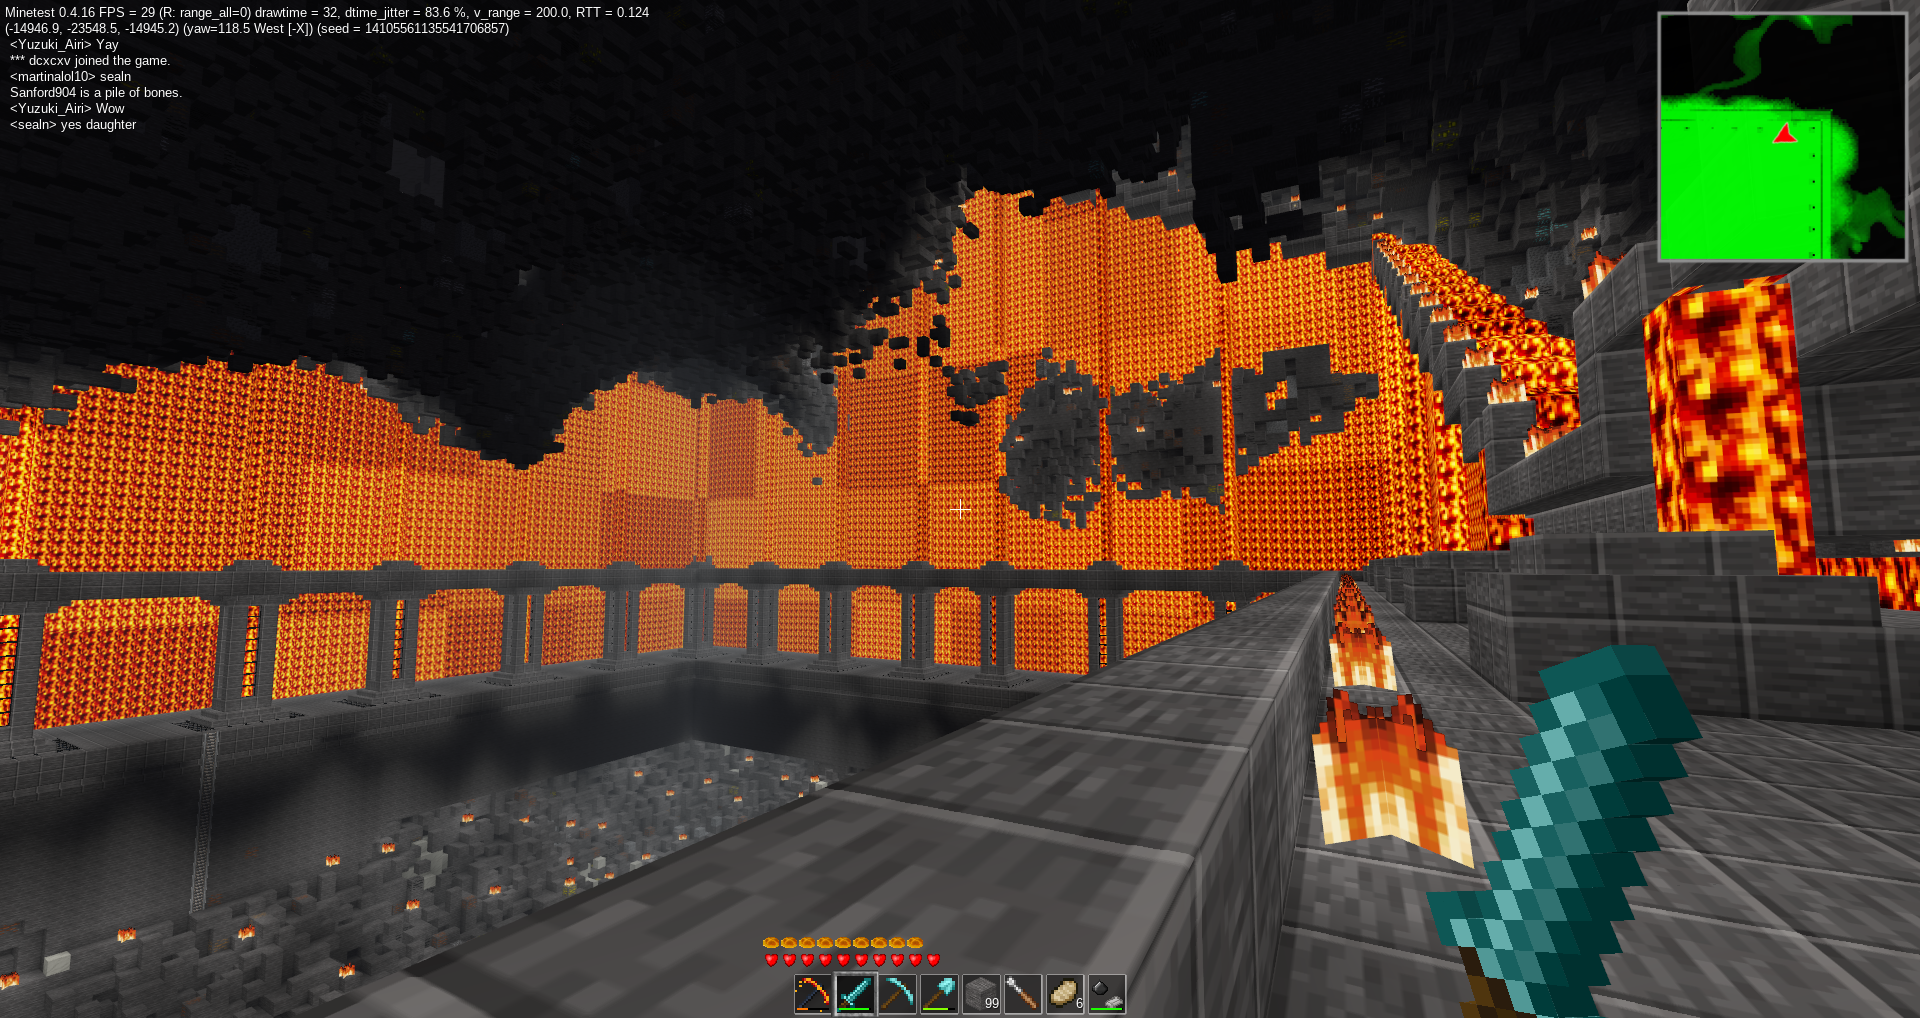 Minetest 0.4.16 FPS = 29 (R: range_all=0) drawtime = 32, dtime_jitter = 83.6 %, v_range = 200.0, RTT = 0.124
(-14946.9, -23548.5, -14945.2) (yaw=118.5 West [-X]) (seed = 14105561135541706857)
<Yuzuki_Airi> Yay
*** dcxcxv joined the game.
<martinalol10> sealn
Sanford904 is a pile of bones.
<Yuzuki_Airi> Wow
<sealn> yes daughter
99
6